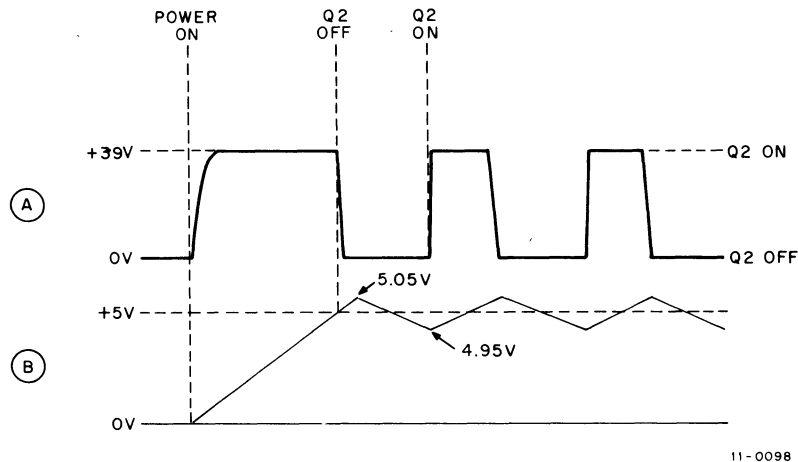 POWER
ON
Q2
OFF
Q2
ON
+39V
Q2 ON
A
0V
Q2 OFF
5.05V
+5V
B
4.95V
0V
11-0098